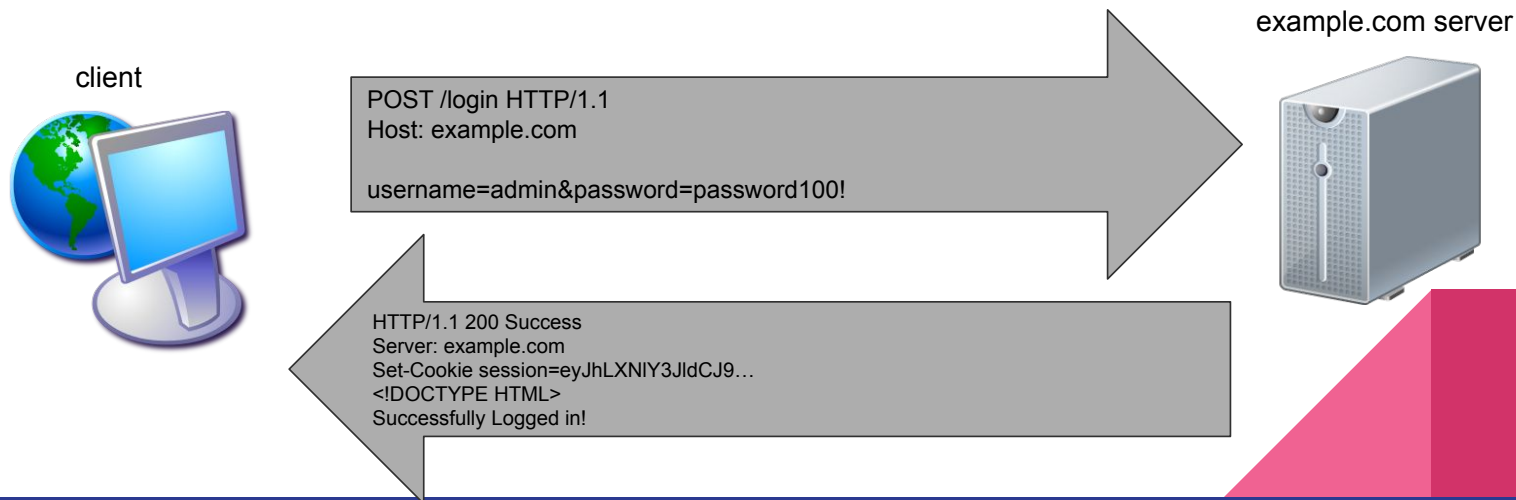 client
example.com server
POST /login HTTP/1.1
Host: example.com
username=admin&password=password100!
HTTP/1.1 200 Success
Server: example.com
Set-Cookie session=eyJhLXNlY3JldCJ9…
<!DOCTYPE HTML>
Successfully Logged in!